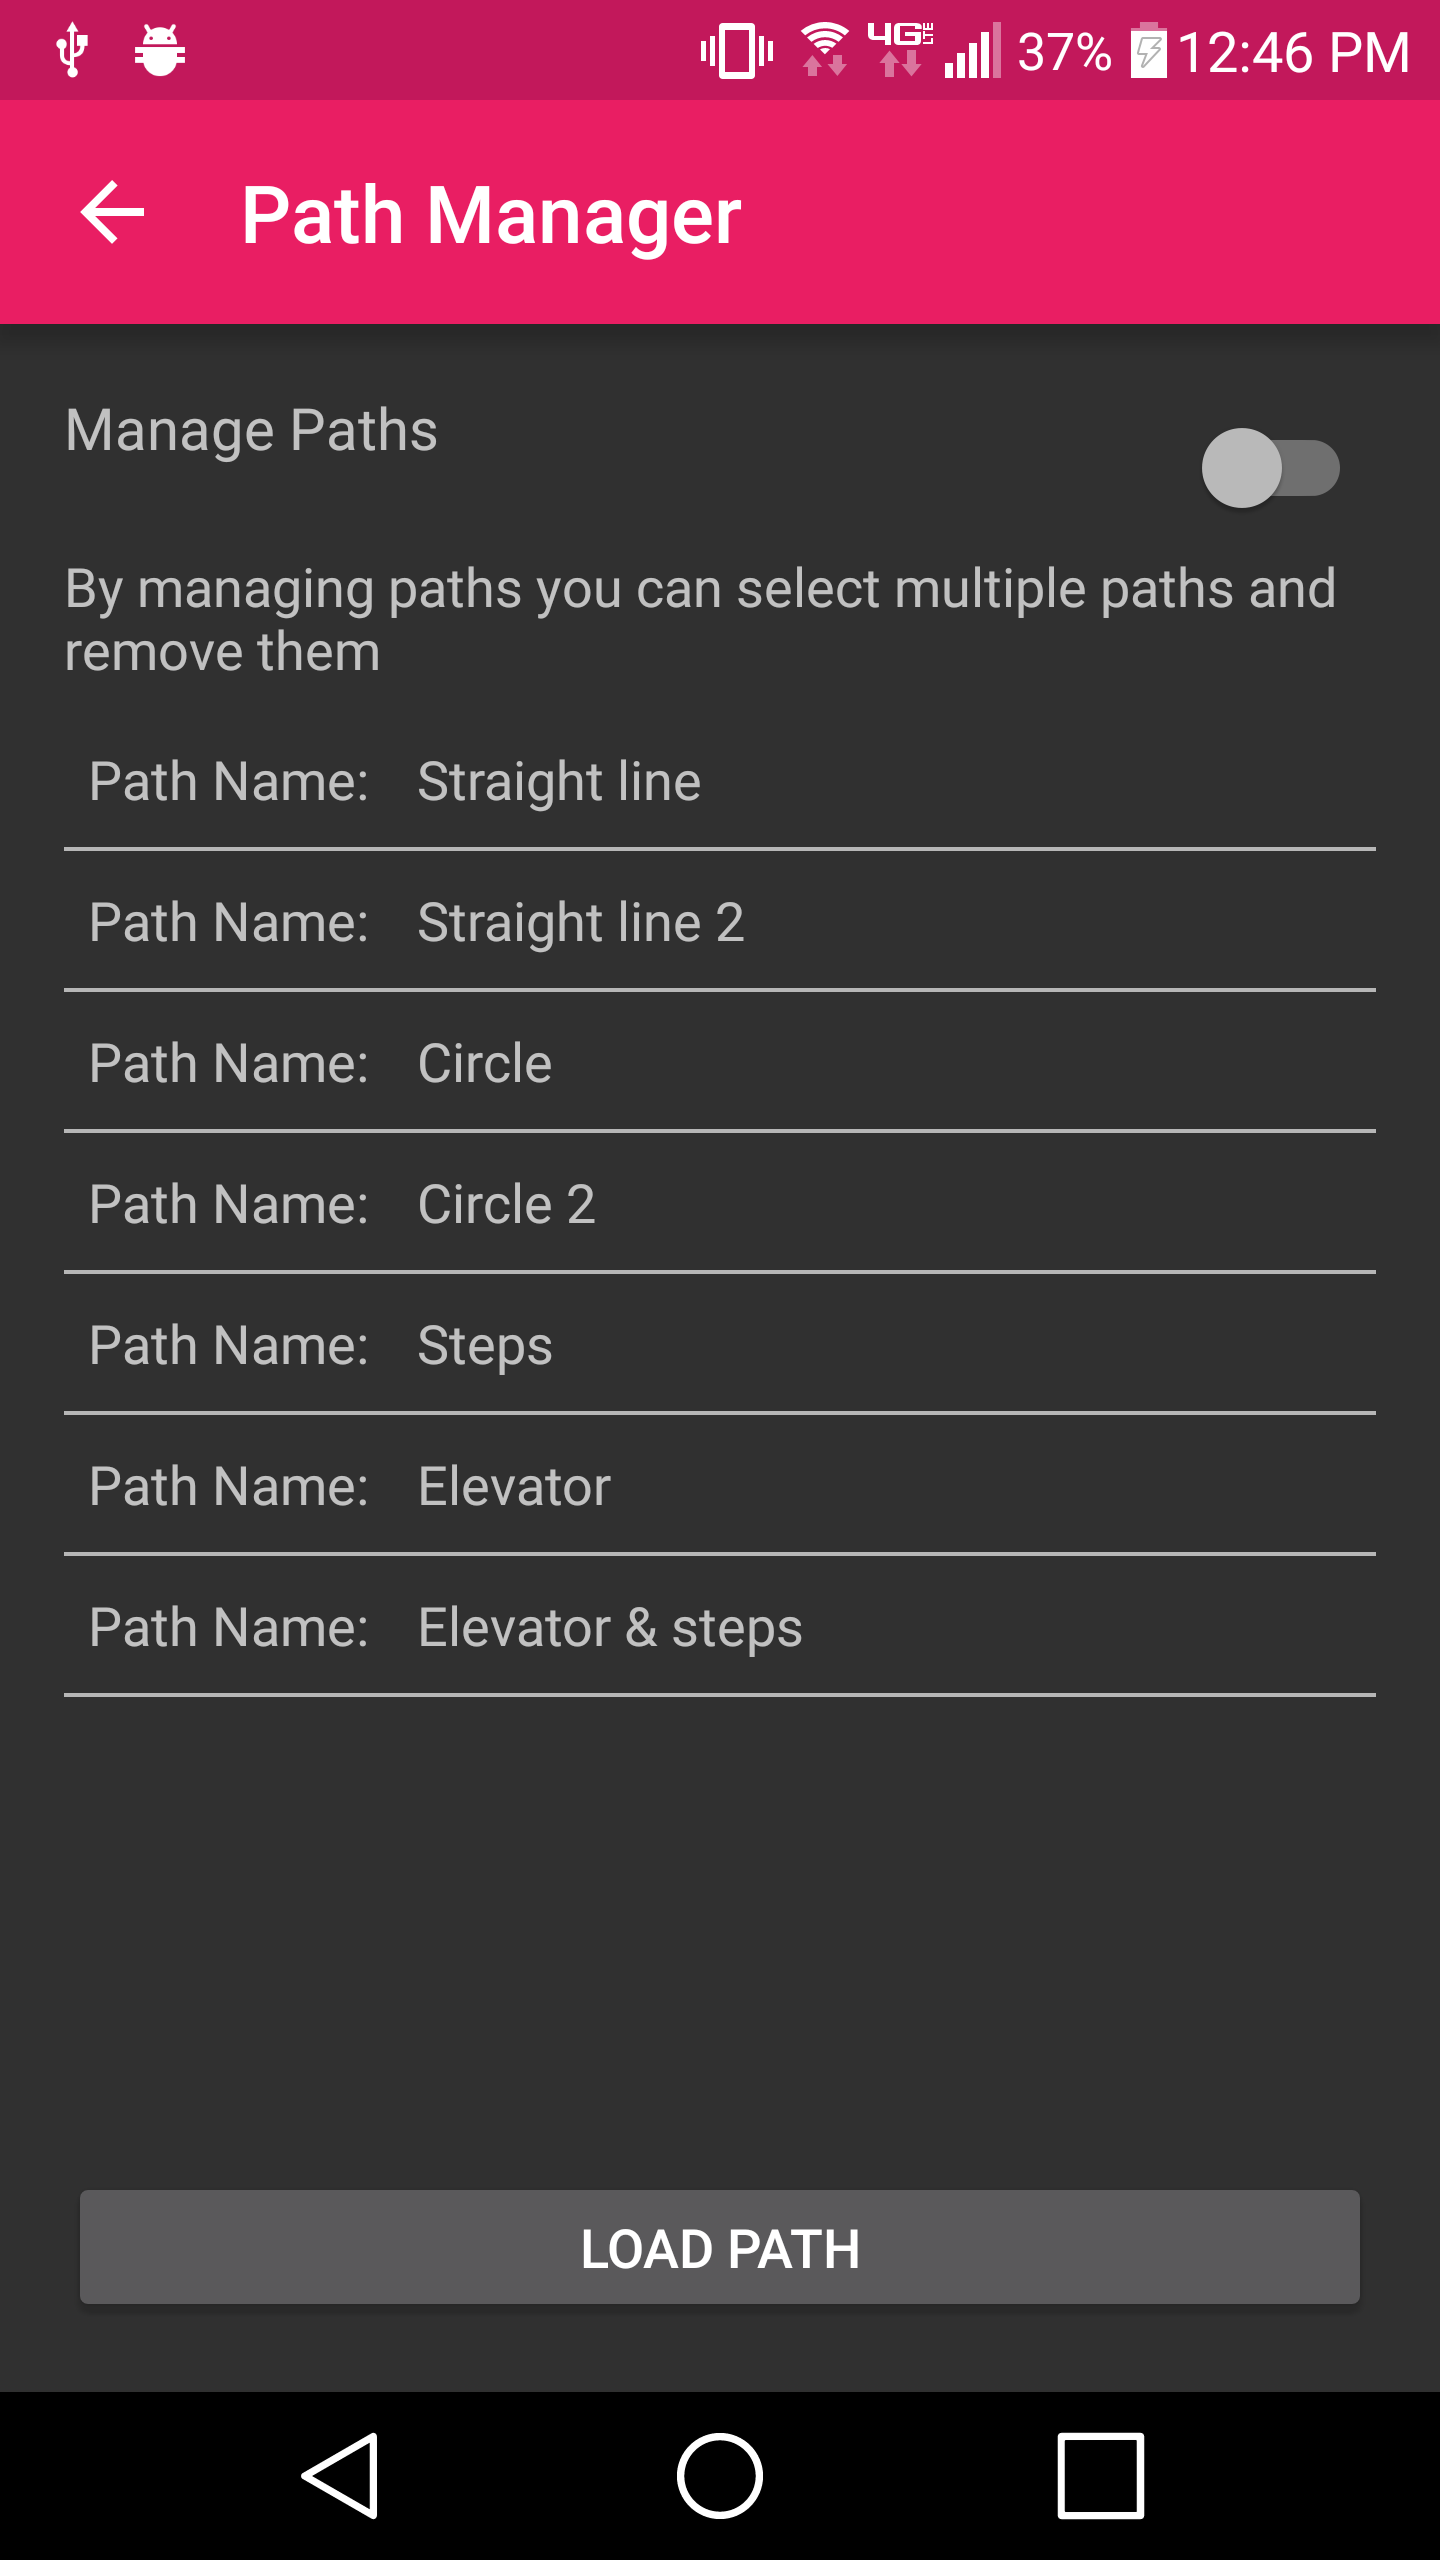 4G LTE 37% 12:46 PM
Path Manager
Manage Paths
By managing paths you can select multiple paths and
remove them
Path Name: Straight line
Path Name: Straight line 2
Path Name: Circle
Path Name: Circle 2
Path Name: Steps
Path Name: Elevator
Path Name: Elevator & steps
LOAD PATH